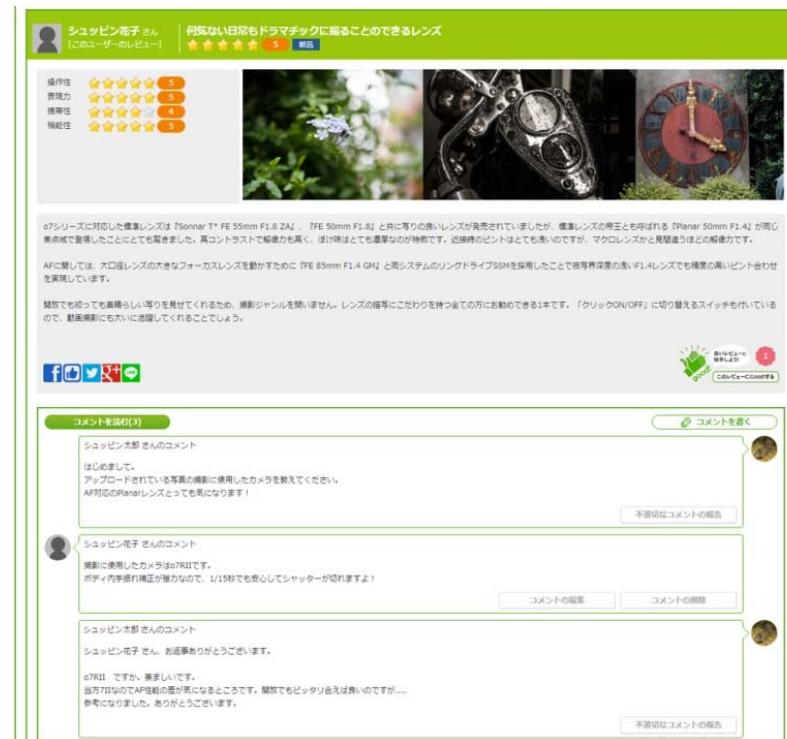 シュッピン花子 さん
[このユーザーのレビュー]
何気ない日常もドラマチックに撮ることのできるレンズ
5 新品
操作性 5
表現力 5
携帯性 4
機能性 5
α7シリーズに対応した標準レンズは『Sonnar T* FE 55mm F1.8 ZA』、『FE 50mm F1.8』と共に写りの良いレンズが発売されていましたが、標準レンズの帝王とも呼ばれる『Planar 50mm F1.4』が同じ
焦点域で登場したことにとても驚きました。高コントラストで解像力も高く、ぼけ味はとても濃厚なのが特徴です。近接時のピントはとても浅いのですが、マクロレンズかと見間違うほどの解像力です。
AFに関しては、大口径レンズの大きなフォーカスレンズを動かすために『FE 85mm F1.4 GM』と同システムのリングドライブSSMを採用したことで被写界深度の浅いF1.4レンズでも精度の高いピント合わせ
を実現しています。
開放でも絞っても素晴らしい写りを見せてくれるため、撮影ジャンルを問いません。レンズの描写にこだわりを持つ全ての方にお勧めできる1本です。「クリックON/OFF」に切り替えるスイッチも付いている
ので、動画撮影にも大いに活躍してくれることでしょう。
good!
良いレビューに
拍手しよう!
1
このレビューにGoodする
コメントを読む(3)
コメントを書く
シュッピン太郎 さんのコメント
はじめまして。
アップロードされている写真の撮影に使用したカメラを教えてください。
AF対応のPlanarレンズとっても気になります！
不適切なコメントの報告
シュッピン花子 さんのコメント
撮影に使用したカメラはα7RIIです。
ボディ内手振れ補正が強力なので、1/15秒でも安心してシャッターが切れますよ！
コメントの編集
コメントの削除
シュッピン太郎 さんのコメント
シュッピン花子 さん、お返事ありがとうございます。
α7RII ですか。羨ましいです。
当方7IIなのでAF性能の差が気になるところです。開放でもピッタリ合えば良いのですが....
参考になりました。ありがとうございます。
不適切なコメントの報告